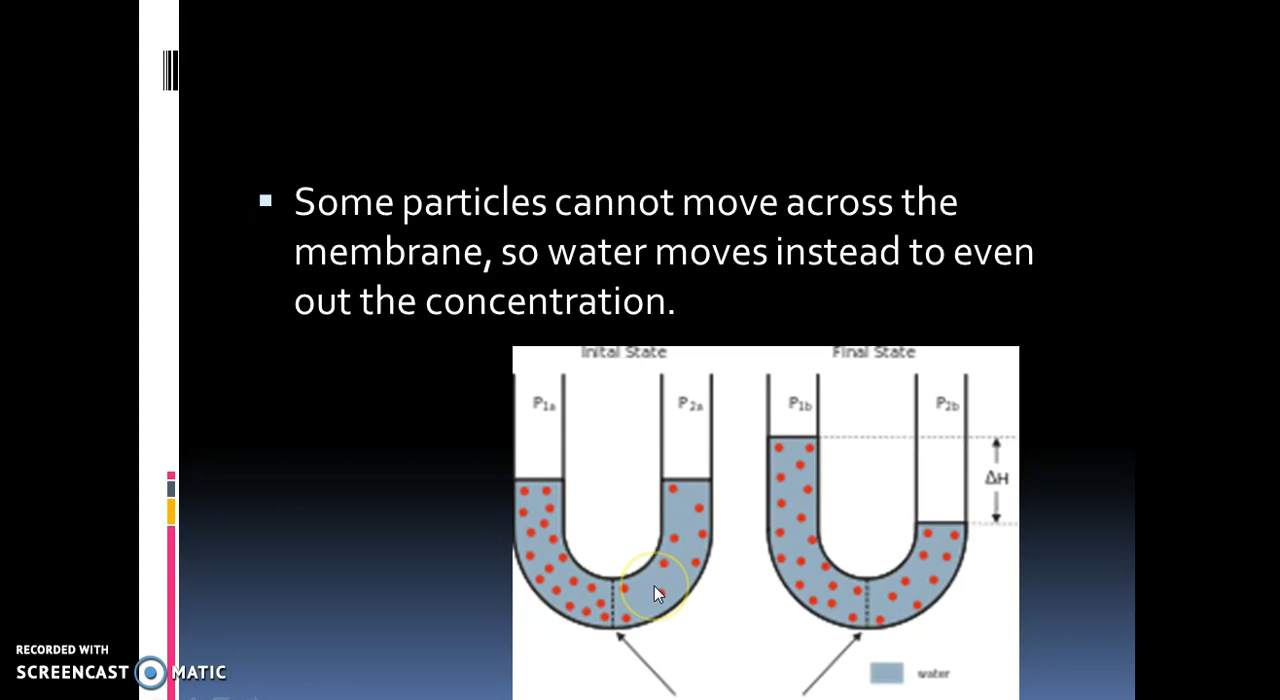 Some particles cannot move across the
membrane, so water moves instead to even
out the concentration.
Inital State
Final State
P1a
P2a
P1b
P2b
ΔH
water
RECORDED WITH
SCREENCAST MATIC